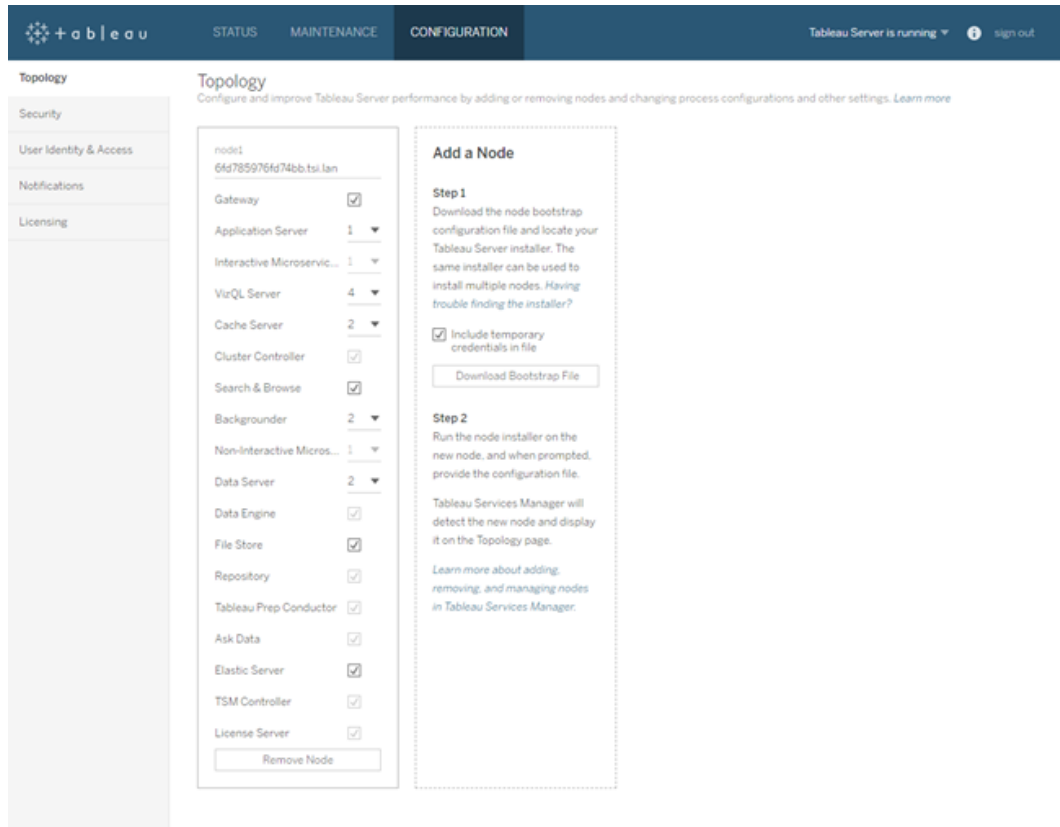 + a b | e a u
STATUS MAINTENANCE CONFIGURATION Tableau Server is running sign out
Topology
Security
User Identity & Access
Notifications
Licensing
Topology
Configure and improve Tableau Server performance by adding or removing nodes and changing process configurations and other settings. Learn more
node1
6fd785976fd74bb.tsi.lan
Gateway
Application Server 1
Interactive Microservic... 1
VizQL Server 4
Cache Server 2
Cluster Controller
Search & Browse
Backgrounder 2
Non-Interactive Micros... 1
Data Server 2
Data Engine
File Store
Repository
Tableau Prep Conductor
Ask Data
Elastic Server
TSM Controller
License Server
Remove Node
Add a Node
Step 1
Download the node bootstrap
configuration file and locate your
Tableau Server installer. The
same installer can be used to
install multiple nodes. Having
trouble finding the installer?
Include temporary
credentials in file
Download Bootstrap File
Step 2
Run the node installer on the
new node, and when prompted,
provide the configuration file.
Tableau Services Manager will
detect the new node and display
it on the Topology page.
Learn more about adding,
removing, and managing nodes
in Tableau Services Manager.